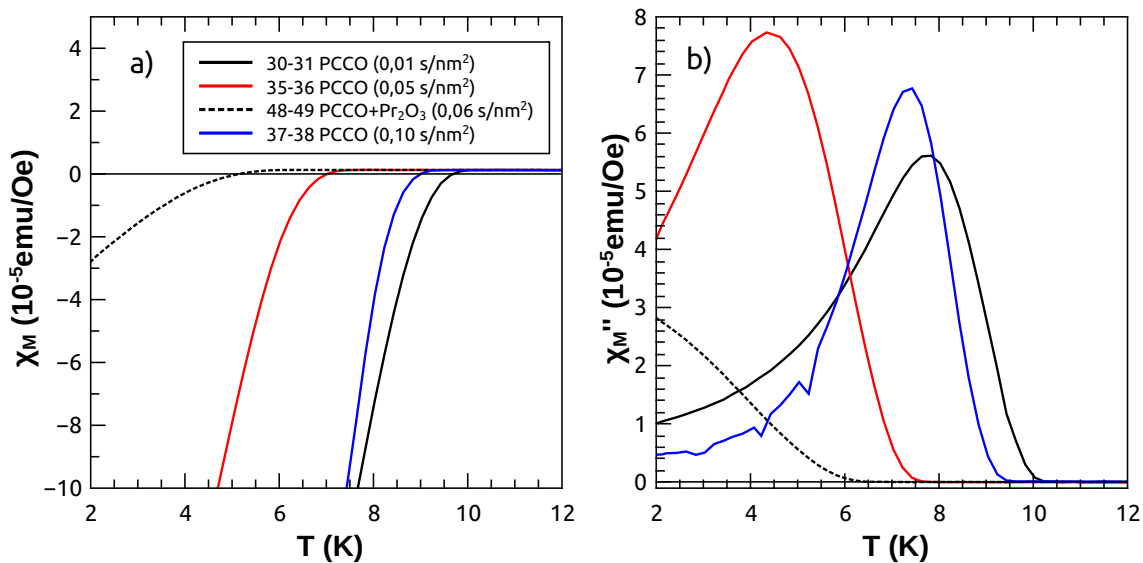 a)
30-31 PCCO (0,01 s/nm²)
35-36 PCCO (0,05 s/nm²)
48-49 PCCO+Pr₂O₃ (0,06 s/nm²)
37-38 PCCO (0,10 s/nm²)
χM (10⁻⁵emu/Oe)
4
2
0
−2
−4
−6
−8
−10
2 4 6 8 10 12
T (K)
b)
χM'' (10⁻⁵emu/Oe)
8
7
6
5
4
3
2
1
0
2 4 6 8 10 12
T (K)